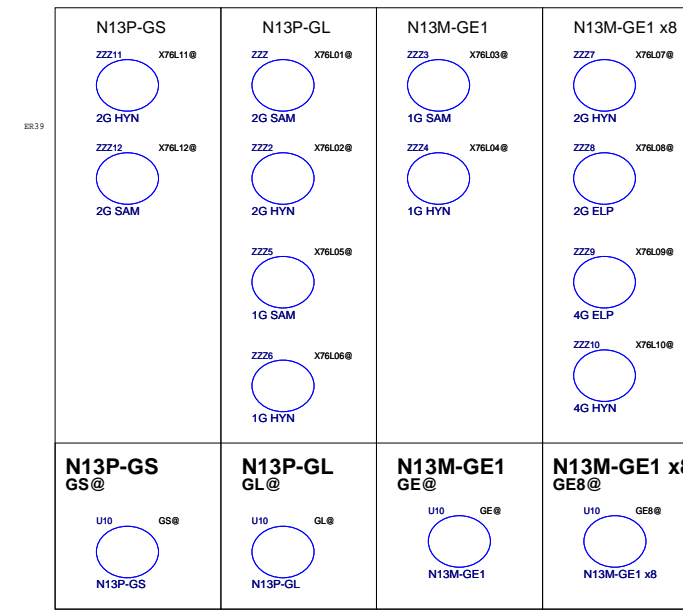 N13P-GS N13P-GL N13M-GE1 N13M-GE1 x8
ZZZ11 X76L11@ ZZZ X76L01@ ZZZ3 X76L03@ ZZZ7 X76L07@
2G HYN 2G SAM 1G SAM 2G HYN
ER39
ZZZ12 X76L12@ ZZZ2 X76L02@ ZZZ4 X76L04@ ZZZ8 X76L08@
2G SAM 2G HYN 1G HYN 2G ELP
ZZZ5 X76L05@ ZZZ9 X76L09@
1G SAM 4G ELP
ZZZ6 X76L06@ ZZZ10 X76L10@
1G HYN 4G HYN
N13P-GS N13P-GL N13M-GE1 N13M-GE1 x8
GS@ GL@ GE@ GE8@
U10 GS@ U10 GL@ U10 GE@ U10 GE8@
N13P-GS N13P-GL N13M-GE1 N13M-GE1 x8